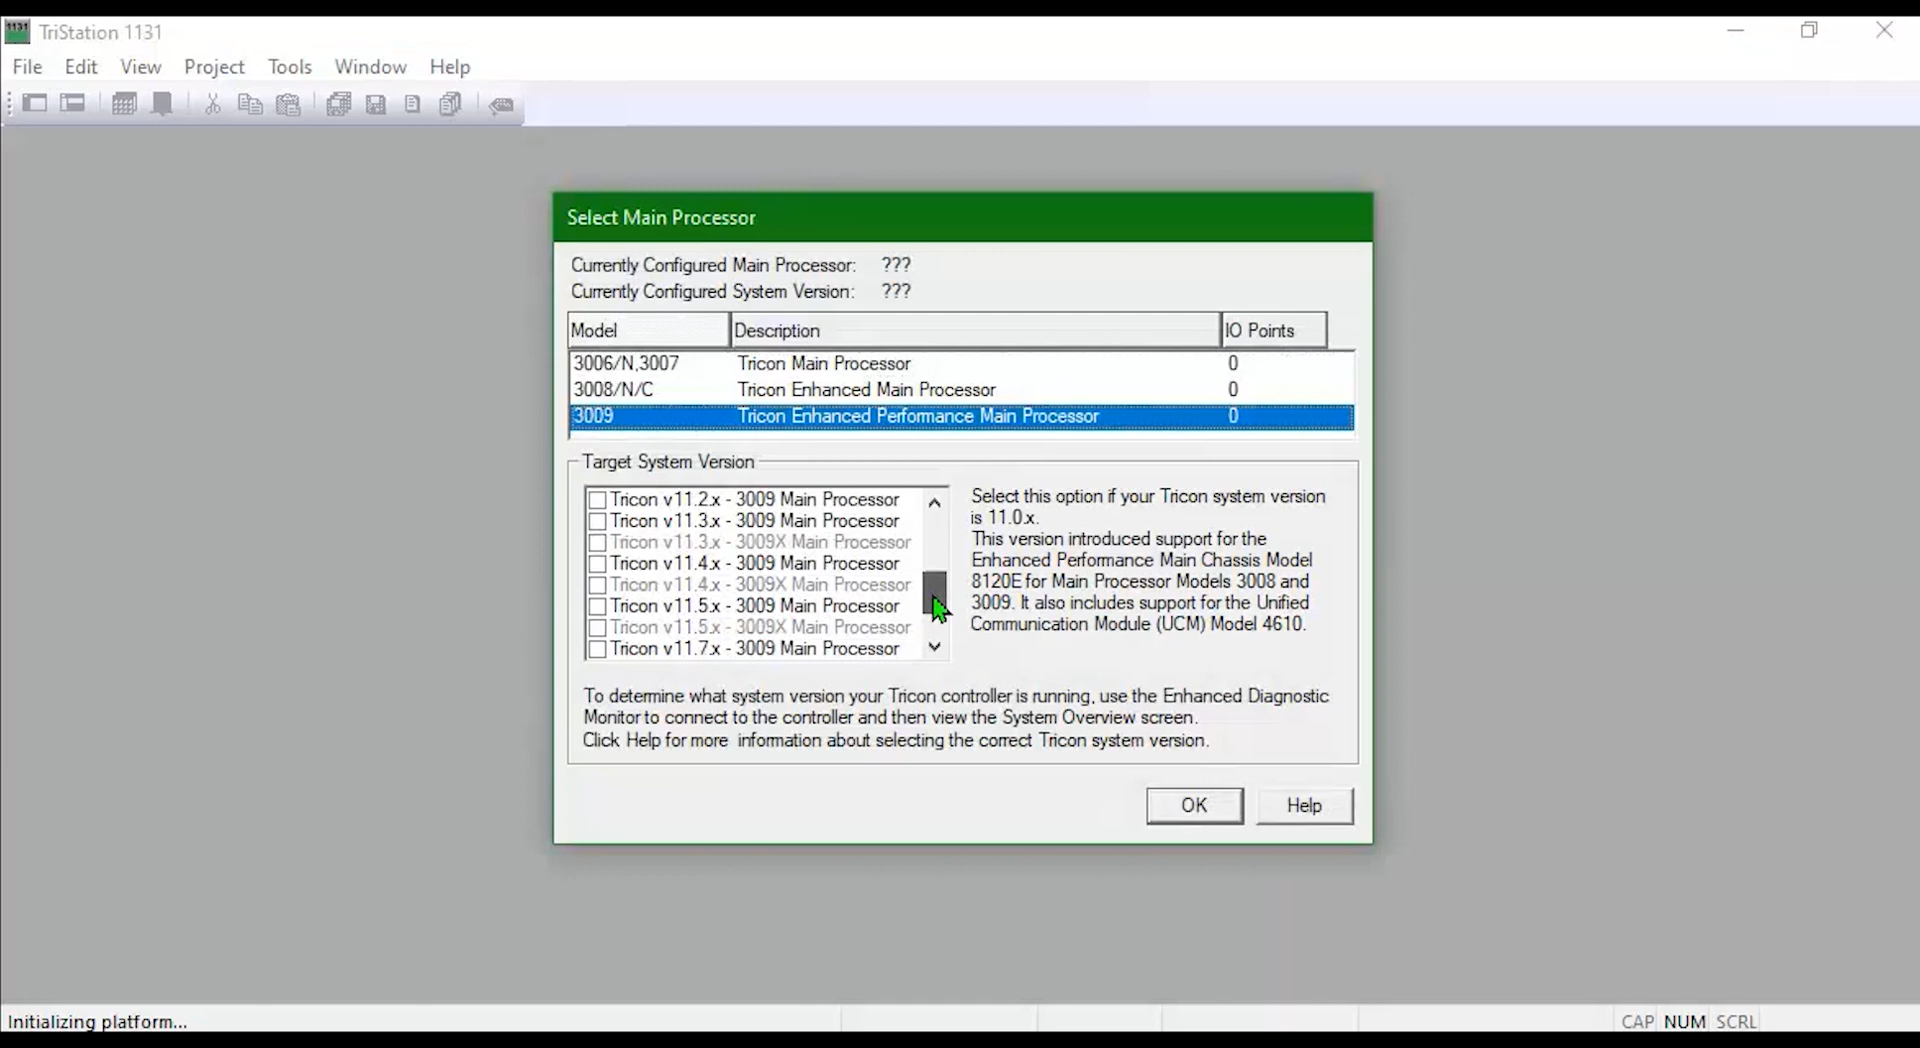 1131 TriStation 1131
File Edit View Project Tools Window Help
Select Main Processor
Currently Configured Main Processor: ???
Currently Configured System Version: ???
Model Description IO Points
3006/N,3007 Tricon Main Processor 0
3008/N/C Tricon Enhanced Main Processor 0
3009 Tricon Enhanced Performance Main Processor 0
Target System Version
Tricon v11.2.x - 3009 Main Processor
Tricon v11.3.x - 3009 Main Processor
Tricon v11.3.x - 3009X Main Processor
Tricon v11.4.x - 3009 Main Processor
Tricon v11.4.x - 3009X Main Processor
Tricon v11.5.x - 3009 Main Processor
Tricon v11.5.x - 3009X Main Processor
Tricon v11.7.x - 3009 Main Processor
Select this option if your Tricon system version
is 11.0.x.
This version introduced support for the
Enhanced Performance Main Chassis Model
8120E for Main Processor Models 3008 and
3009. It also includes support for the Unified
Communication Module (UCM) Model 4610.
To determine what system version your Tricon controller is running, use the Enhanced Diagnostic
Monitor to connect to the controller and then view the System Overview screen.
Click Help for more information about selecting the correct Tricon system version.
OK Help
Initializing platform... CAP NUM SCRL